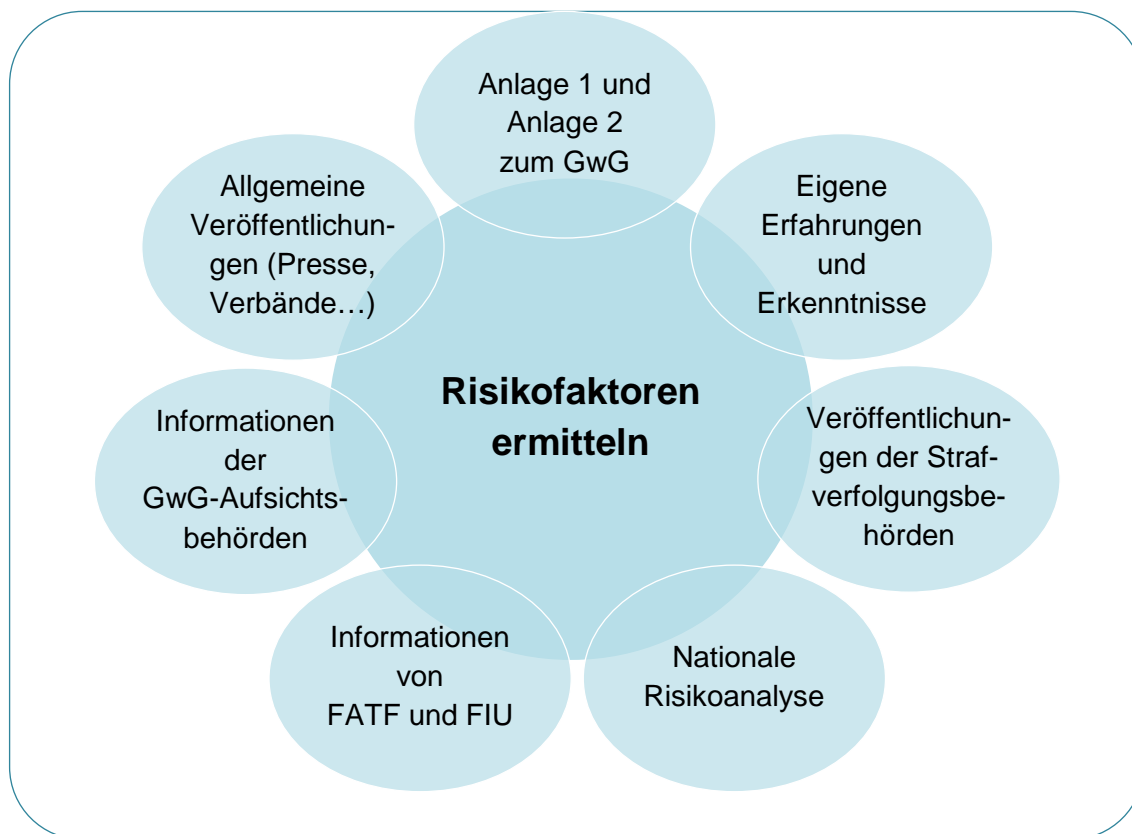 Anlage 1 und
Anlage 2
zum GwG
Eigene
Erfahrungen
und
Erkenntnisse
Veröffentlichun-
gen der Straf-
verfolgungsbe-
hörden
Nationale
Risikoanalyse
Informationen
von
FATF und FIU
Informationen
der
GwG-Aufsichts-
behörden
Allgemeine
Veröffentlichun-
gen (Presse,
Verbände…)
Risikofaktoren
ermitteln